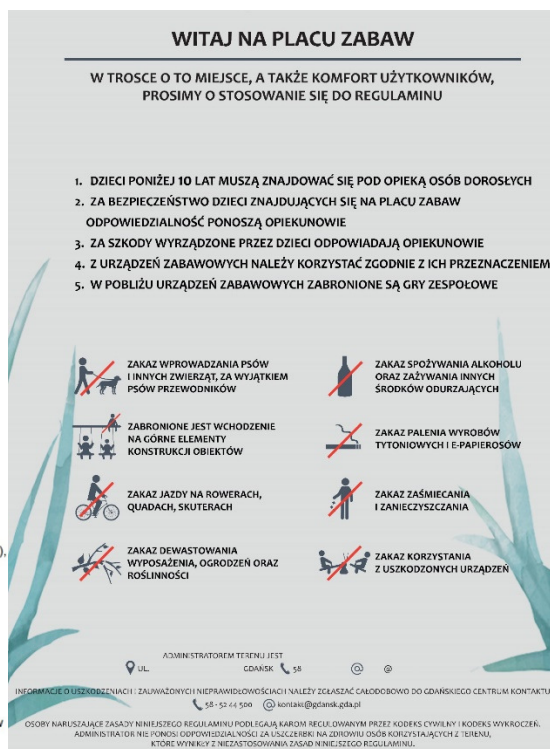 WITAJ NA PLACU ZABAW
W TROSCE O TO MIEJSCE, A TAKŻE KOMFORT UŻYTKOWNIKÓW,
PROSIMY O STOSOWANIE SIĘ DO REGULAMINU
1. DZIECI PONIŻEJ 10 LAT MUSZĄ ZNAJDOWAĆ SIĘ POD OPIEKĄ OSÓB DOROSŁYCH
2. ZA BEZPIECZEŃSTWO DZIECI ZNAJDUJĄCYCH SIĘ NA PLACU ZABAW
ODPOWIEDZIALNOŚĆ PONOSZĄ OPIEKUNOWIE
3. ZA SZKODY WYRZĄDZONE PRZEZ DZIECI ODPOWIADAJĄ OPIEKUNOWIE
4. Z URZĄDZEŃ ZABAWOWYCH NALEŻY KORZYSTAĆ ZGODNIE Z ICH PRZEZNACZENIEM
5. W POBLIŻU URZĄDZEŃ ZABAWOWYCH ZABRONIONE SĄ GRY ZESPOŁOWE
ZAKAZ WPROWADZANIA PSÓW
I INNYCH ZWIERZĄT, ZA WYJĄTKIEM
PSÓW PRZEWODNIKÓW
ZAKAZ SPOŻYWANIA ALKOHOLU
ORAZ ZAŻYWANIA INNYCH
ŚRODKÓW ODURZAJĄCYCH
ZABRONIONE JEST WCHODZENIE
NA GÓRNE ELEMENTY
KONSTRUKCJI OBIEKTÓW
ZAKAZ PALENIA WYROBÓW
TYTONIOWYCH I E-PAPIEROSÓW
ZAKAZ JAZDY NA ROWERACH,
QUADACH, SKUTERACH
ZAKAZ ZAŚMIECANIA
I ZANIECZYSZCZANIA
ZAKAZ DEWASTOWANIA
WYPOSAŻENIA, OGRODZEŃ ORAZ
ROŚLINNOŚCI
ZAKAZ KORZYSTANIA
Z USZKODZONYCH URZĄDZEŃ
ADMINISTRATOREM TERENU JEST
UL. GDAŃSK 58 @ @
INFORMACJE O USZKODZENIACH I ZAUWAŻONYCH NIEPRAWIDŁOWOŚCIACH NALEŻY ZGŁASZAĆ CAŁODOBOWO DO GDAŃSKIEGO CENTRUM KONTAKTU
58 - 52 44 500 @ kontakt@gdansk.gda.pl
OSOBY NARUSZAJĄCE ZASADY NINIEJSZEGO REGULAMINU PODLEGAJĄ KAROM REGULOWANYM PRZEZ KODEKS CYWILNY I KODEKS WYKROCZEŃ.
ADMINISTRATOR NIE PONOSI ODPOWIEDZIALNOŚCI ZA USZCZERBKI NA ZDROWIU OSÓB KORZYSTAJĄCYCH Z TERENU,
KTÓRE WYNIKŁY Z NIEZASTOSOWANIA ZASAD NINIEJSZEGO REGULAMINU.